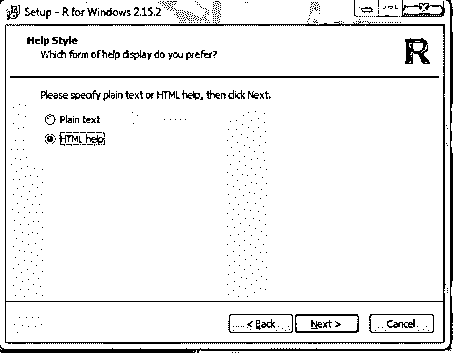 Setup - R for Windows 2.15.2
Help Style
Which form of help display do you prefer?
R
Please specify plain text or HTML help, then click Next.
Plain text
HTML help
< Back
Next >
Cancel